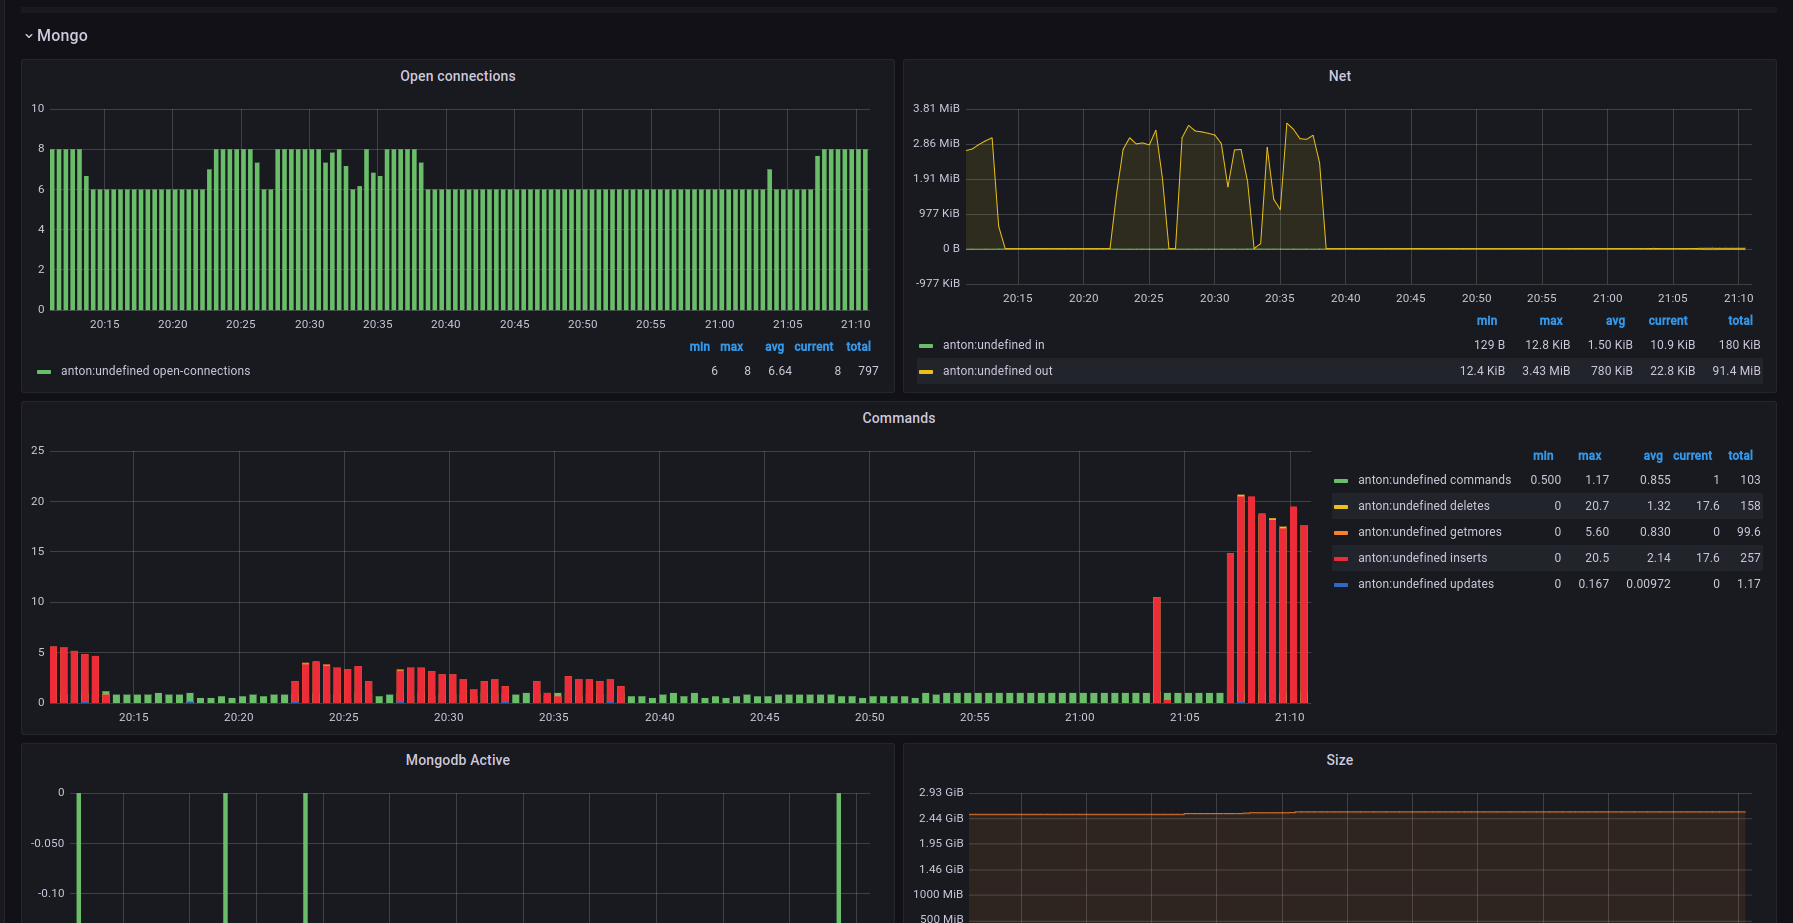 Mongo
Open connections
10
8
6
4
2
0
20:15 20:20 20:25 20:30 20:35 20:40 20:45 20:50 20:55 21:00 21:05 21:10
min max avg current total
anton:undefined open-connections 6 8 6.64 8 797
Net
3.81 MiB
2.86 MiB
1.91 MiB
977 KiB
0 B
-977 KiB
20:15 20:20 20:25 20:30 20:35 20:40 20:45 20:50 20:55 21:00 21:05 21:10
min max avg current total
anton:undefined in 129 B 12.8 KiB 1.50 KiB 10.9 KiB 180 KiB
anton:undefined out 12.4 KiB 3.43 MiB 780 KiB 22.8 KiB 91.4 MiB
Commands
25
20
15
10
5
0
20:15 20:20 20:25 20:30 20:35 20:40 20:45 20:50 20:55 21:00 21:05 21:10
min max avg current total
anton:undefined commands 0.500 1.17 0.855 1 103
anton:undefined deletes 0 20.7 1.32 17.6 158
anton:undefined getmores 0 5.60 0.830 0 99.6
anton:undefined inserts 0 20.5 2.14 17.6 257
anton:undefined updates 0 0.167 0.00972 0 1.17
Mongodb Active
0
-0.050
-0.10
Size
2.93 GiB
2.44 GiB
1.95 GiB
1.46 GiB
1000 MiB
500 MiB